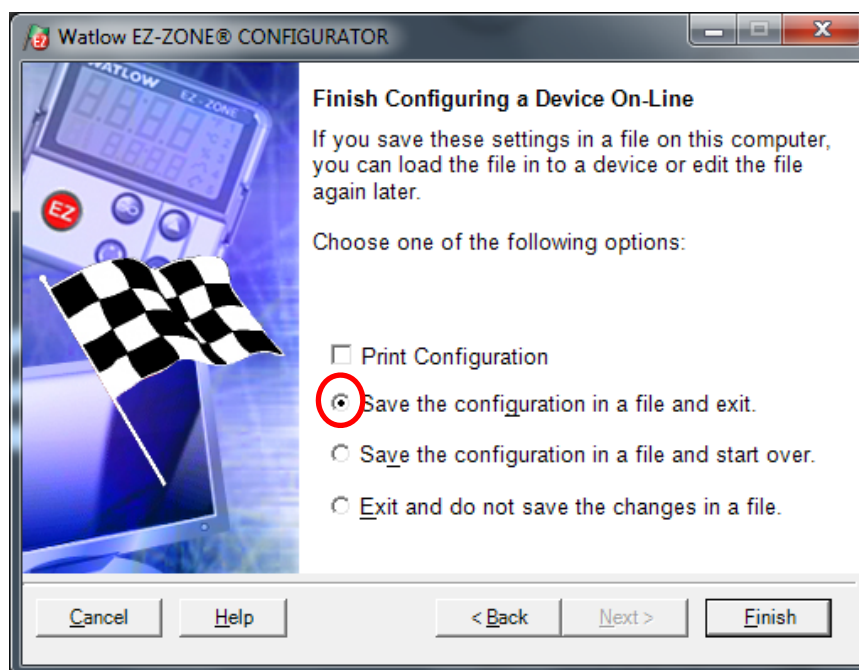 Watlow EZ-ZONE® CONFIGURATOR
WATLOW
EZ-ZONE
EZ
Finish Configuring a Device On-Line
If you save these settings in a file on this computer,
you can load the file in to a device or edit the file
again later.
Choose one of the following options:
Print Configuration
Save the configuration in a file and exit.
Save the configuration in a file and start over.
Exit and do not save the changes in a file.
Cancel
Help
< Back
Next >
Finish